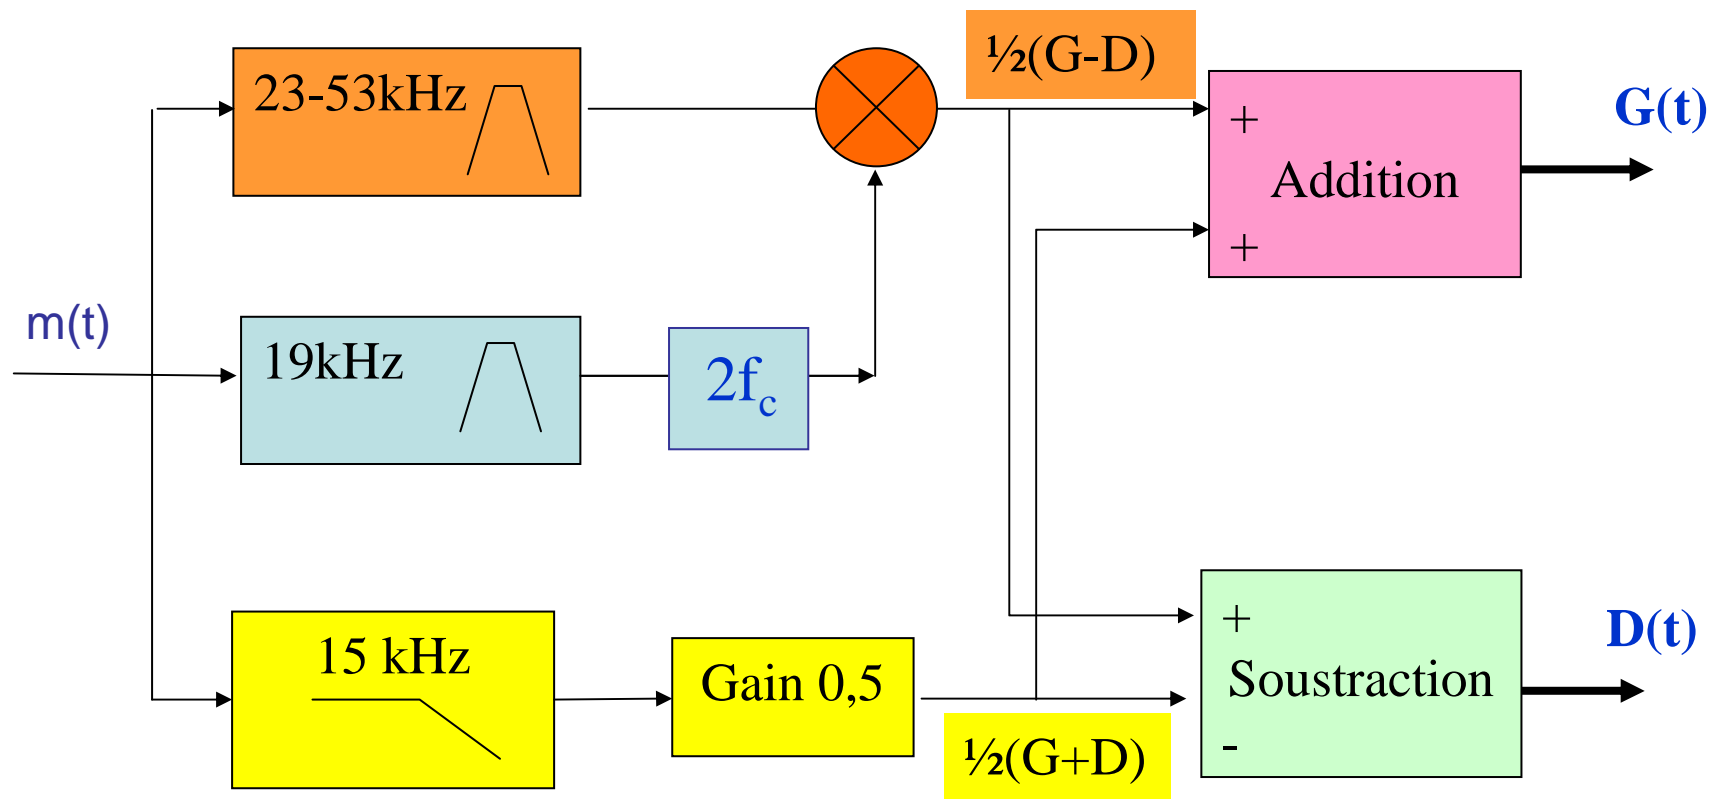 ½(G-D)
23-53kHz
G(t)
+
Addition
+
m(t)
19kHz
2fc
+
D(t)
15 kHz
Gain 0,5
Soustraction
½(G+D)
-